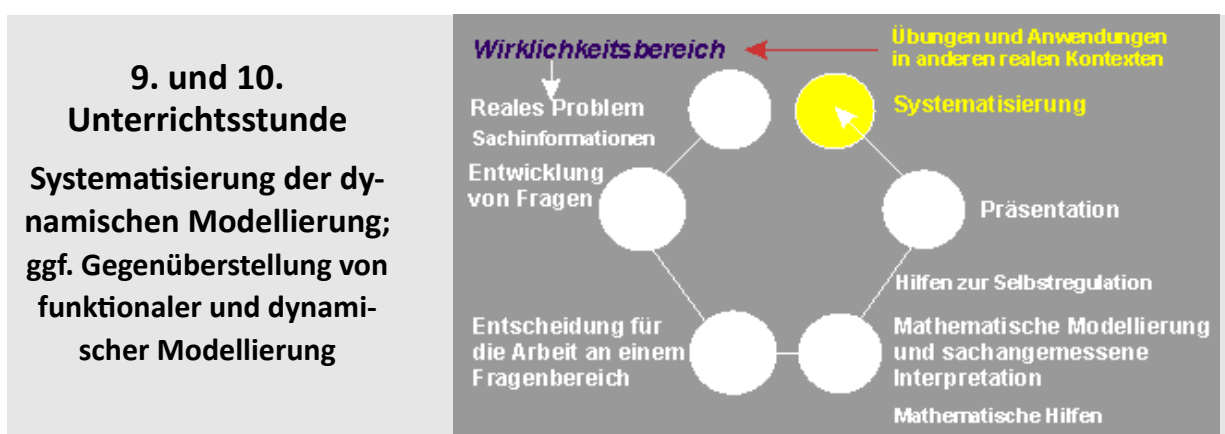 9. und 10.
Unterrichtsstunde
Systematisierung der dy-
namischen Modellierung;
ggf. Gegenüberstellung von
funktionaler und dynami-
scher Modellierung
Wirklichkeitsbereich
Übungen und Anwendungen
in anderen realen Kontexten
Reales Problem
Sachinformationen
Systematisierung
Entwicklung
von Fragen
Präsentation
Hilfen zur Selbstregulation
Entscheidung für
die Arbeit an einem
Fragenbereich
Mathematische Modellierung
und sachangemessene
Interpretation
Mathematische Hilfen